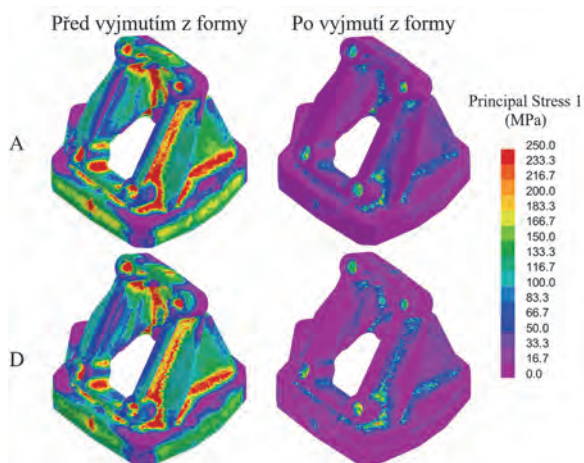 Před vyjmutím z formy
Po vyjmutí z formy
Principal Stress 1
(MPa)
A
250.0
233.3
216.7
200.0
183.3
166.7
150.0
133.3
116.7
100.0
83.3
66.7
50.0
33.3
16.7
0.0
D